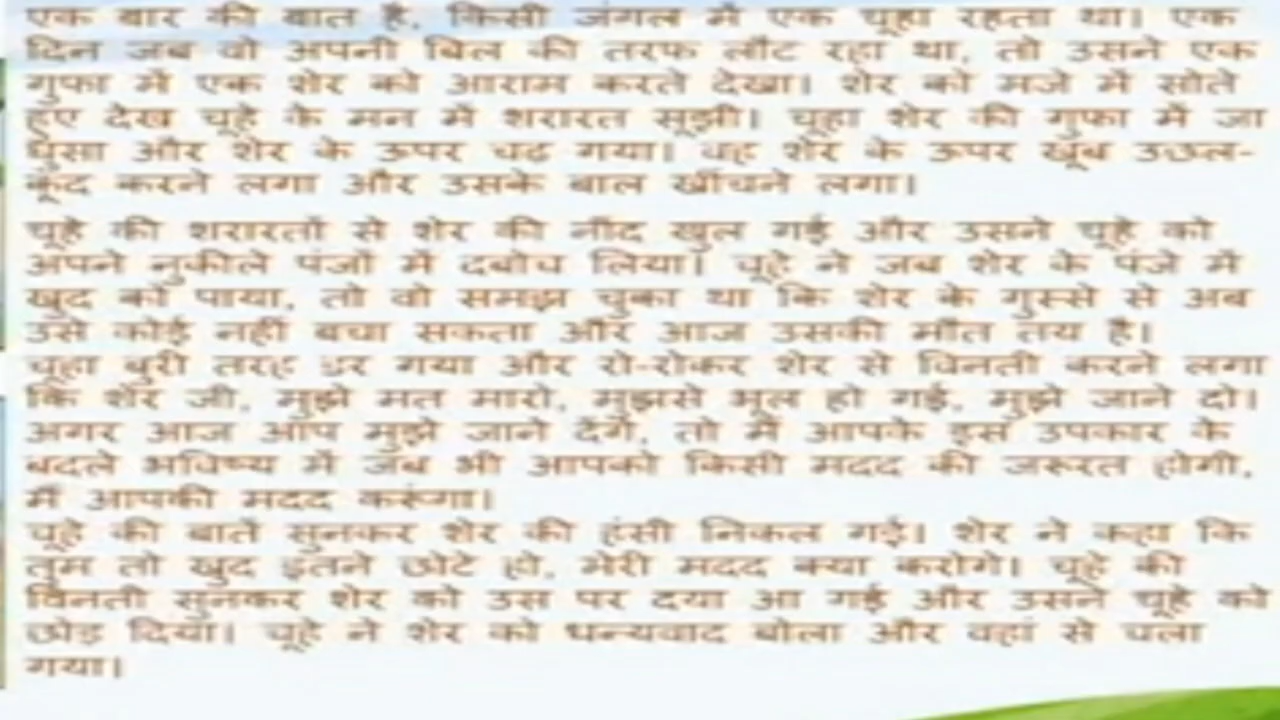 एक बार की बात है, किसी जंगल में एक चूहा रहता था। एक
दिन जब वो अपनी बिल की तरफ लौट रहा था, तो उसने एक
गुफा में एक शेर को आराम करते देखा। शेर को मजे में सोते
हुए देख चूहे के मन में शरारत सूझी। चूहा शेर की गुफा में जा
घुसा और शेर के ऊपर चढ़ गया। वह शेर के ऊपर खूब उछल-
कूद करने लगा और उसके बाल खींचने लगा।
चूहे की शरारतों से शेर की नींद खुल गई और उसने चूहे को
अपने नुकीले पंजों में दबोच लिया। चूहे ने जब शेर के पंजे में
खुद को पाया, तो वो समझ चुका था कि शेर के गुस्से से अब
उसे कोई नहीं बचा सकता और आज उसकी मौत तय है।
चूहा बुरी तरह डर गया और रो-रोकर शेर से विनती करने लगा
कि शेर जी, मुझे मत मारो, मुझसे भूल हो गई, मुझे जाने दो।
अगर आज आप मुझे जाने देंगे, तो मैं आपके इस उपकार के
बदले भविष्य में जब भी आपको किसी मदद की जरूरत होगी,
मैं आपकी मदद करूंगा।
चूहे की बातें सुनकर शेर की हंसी निकल गई। शेर ने कहा कि
तुम तो खुद इतने छोटे हो, मेरी मदद क्या करोगे। चूहे की
विनती सुनकर शेर को उस पर दया आ गई और उसने चूहे को
छोड़ दिया। चूहे ने शेर को धन्यवाद बोला और वहां से चला
गया।